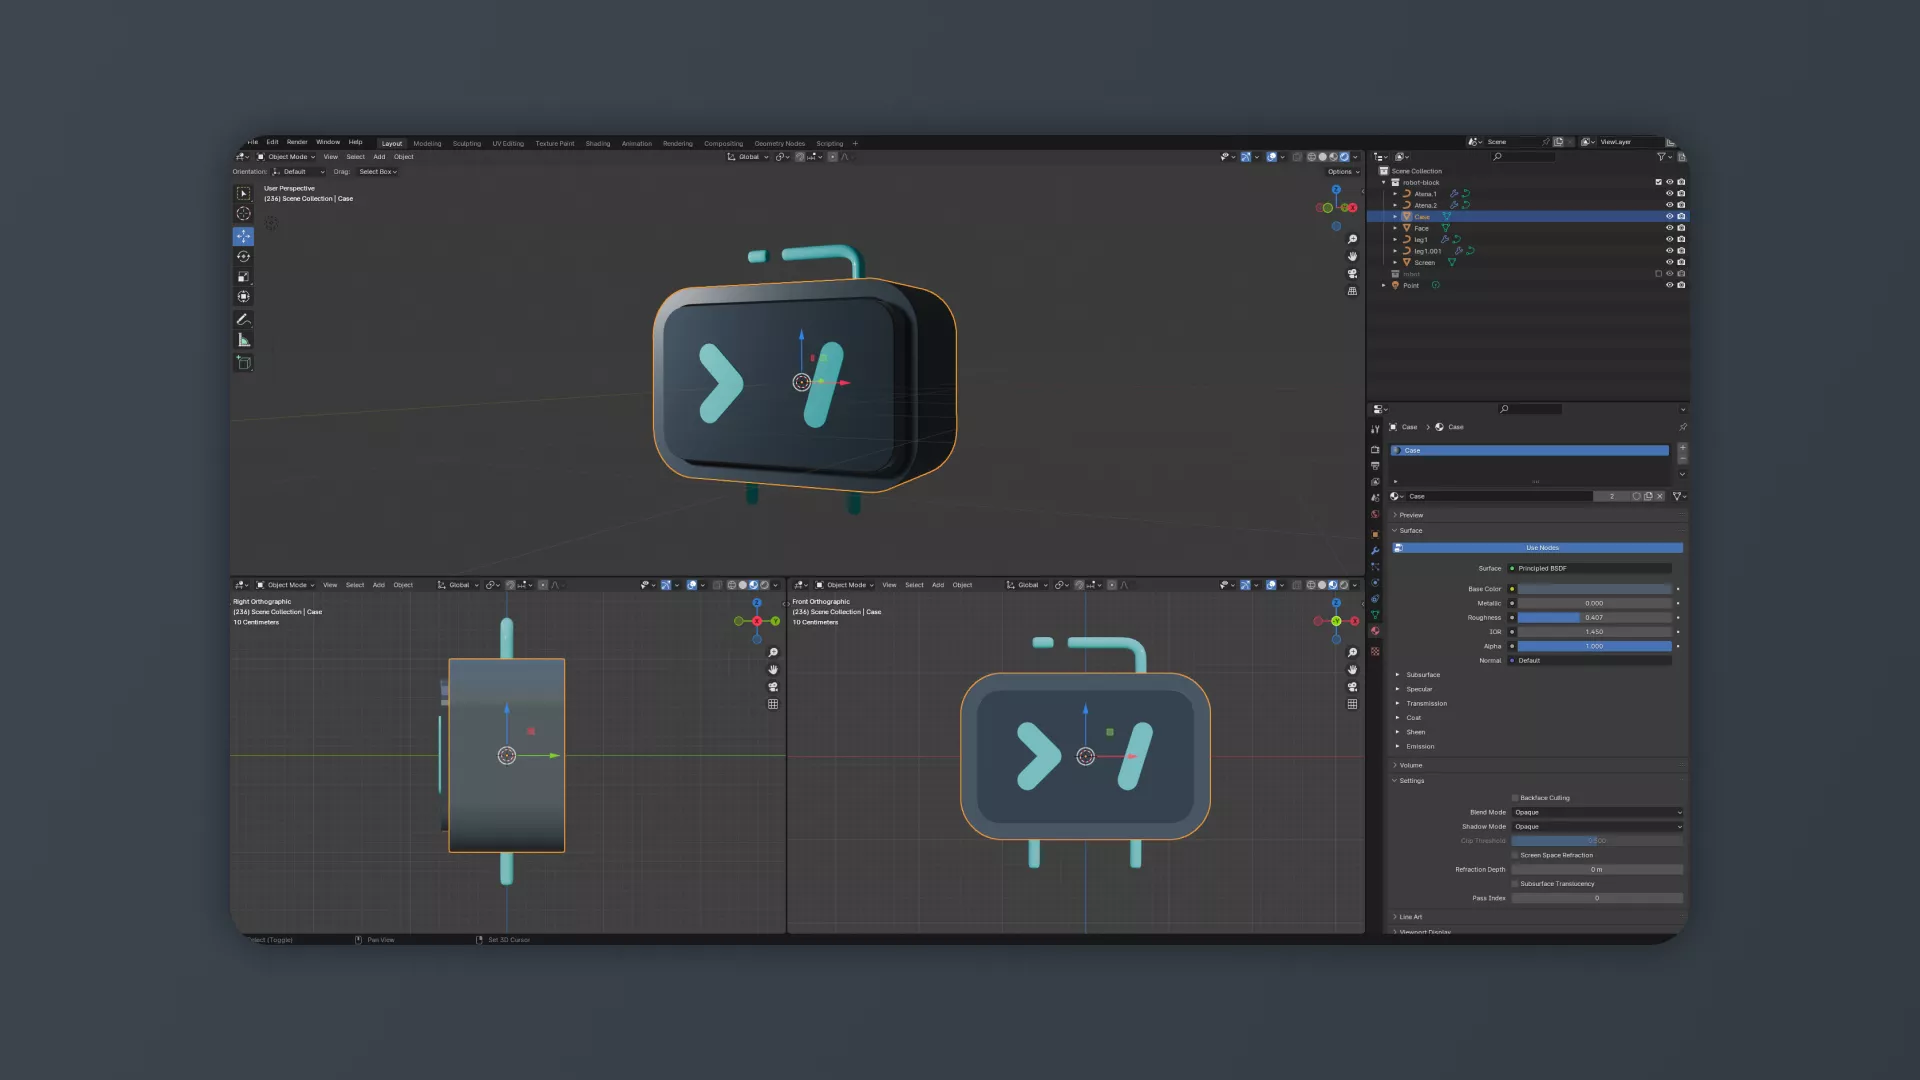 File Edit Render Window Help Layout Modeling Sculpting UV Editing Texture Paint Shading Animation Rendering Compositing Geometry Nodes Scripting +
Scene
ViewLayer
Object Mode View Select Add Object
Global
Orientation: Default Drag: Select Box
Options
User Perspective
(236) Scene Collection | Case
Z
Y
X
Scene Collection
robot-block
Atena.1
Atena.2
Case
Face
leg1
leg1.001
Screen
robot
Point
Case > Case
Case
Case
2
Preview
Surface
Use Nodes
Surface Principled BSDF
Base Color
Metallic 0.000
Roughness 0.407
IOR 1.450
Alpha 1.000
Normal Default
Subsurface
Specular
Transmission
Coat
Sheen
Emission
Volume
Settings
Backface Culling
Blend Mode Opaque
Shadow Mode Opaque
Clip Threshold
Screen Space Refraction
Refraction Depth 0 m
Subsurface Translucency
Pass Index 0
Line Art
Viewport Display
Object Mode View Select Add Object
Global
Right Orthographic
(236) Scene Collection | Case
10 Centimeters
Z
X
Y
Object Mode View Select Add Object
Global
Front Orthographic
(236) Scene Collection | Case
10 Centimeters
Z
X
Select (Toggle) Pan View Set 3D Cursor